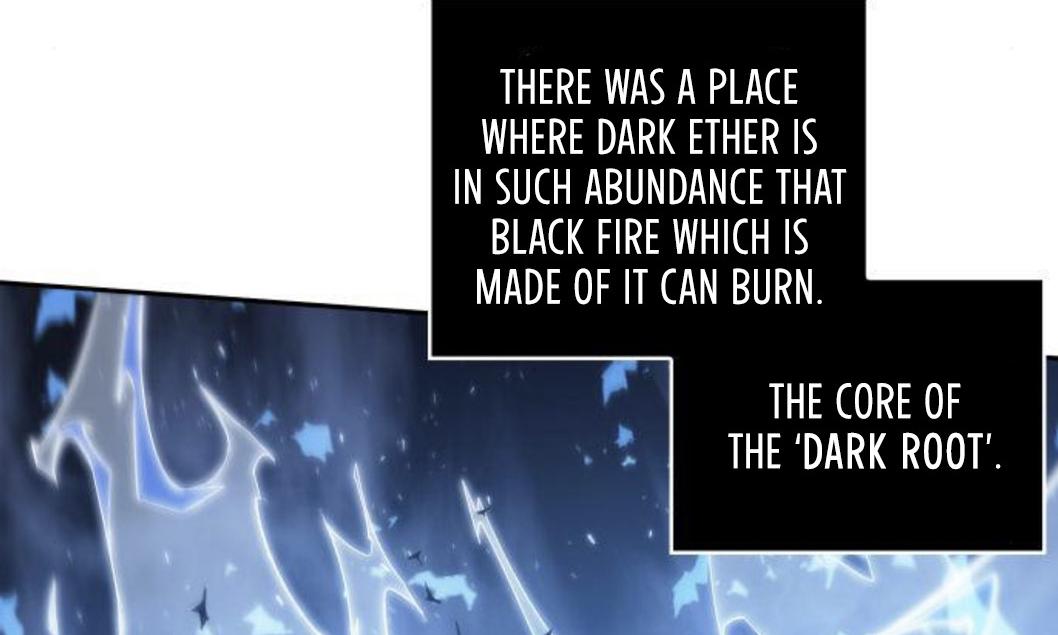 THERE WAS A PLACE
WHERE DARK ETHER IS
IN SUCH ABUNDANCE THAT
BLACK FIRE WHICH IS
MADE OF IT CAN BURN.
THE CORE OF
THE ‘DARK ROOT’.